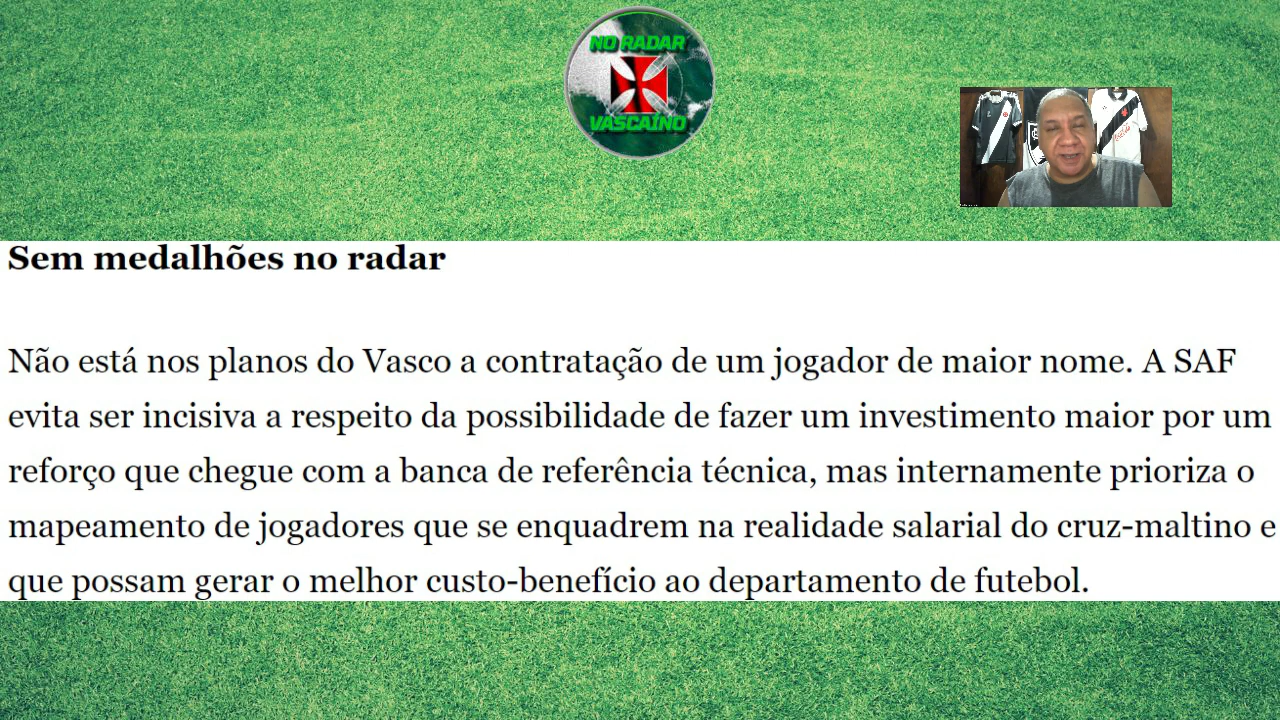 NO RADAR
VASCAÍNO
Sem medalhões no radar
Não está nos planos do Vasco a contratação de um jogador de maior nome. A SAF
evita ser incisiva a respeito da possibilidade de fazer um investimento maior por um
reforço que chegue com a banca de referência técnica, mas internamente prioriza o
mapeamento de jogadores que se enquadrem na realidade salarial do cruz-maltino e
que possam gerar o melhor custo-benefício ao departamento de futebol.